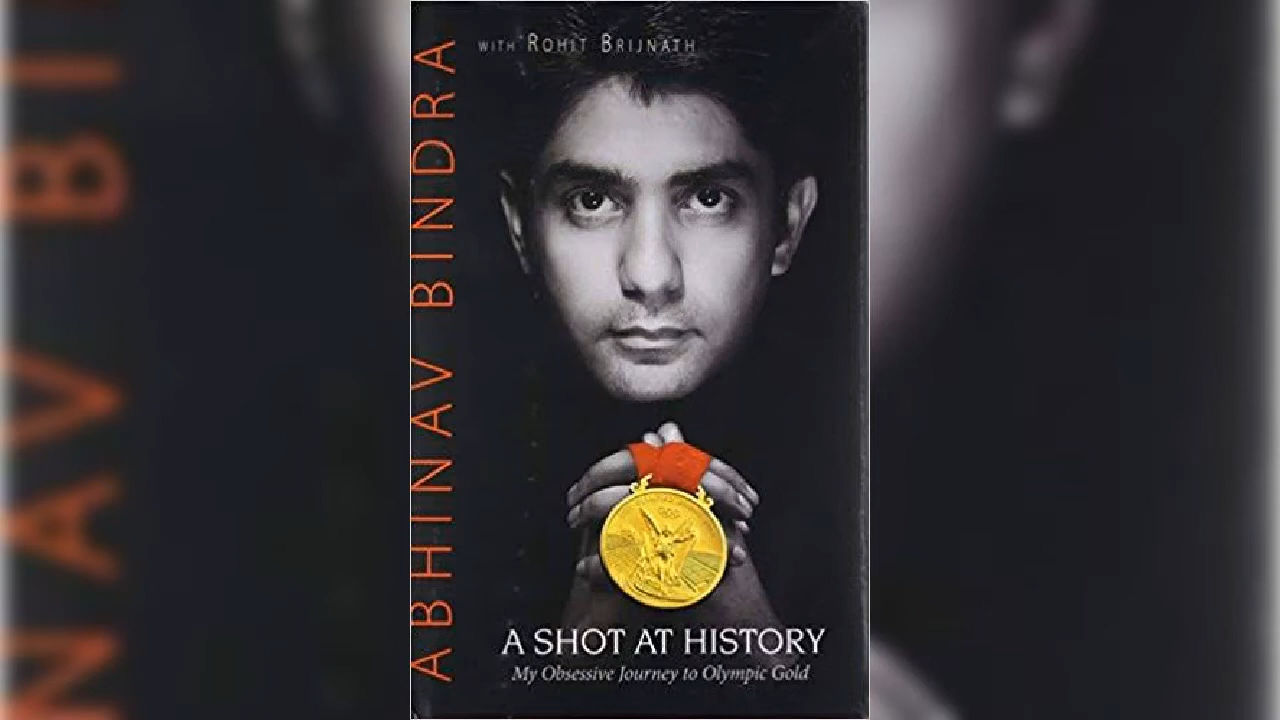 WITH ROHIT BRIJNATH
ABHINAV BINDRA
A SHOT AT HISTORY
My Obsessive Journey to Olympic Gold